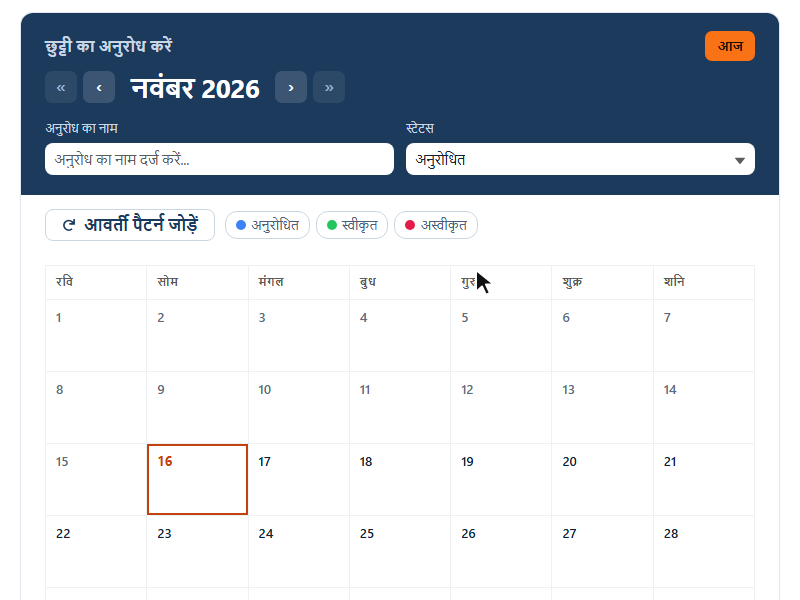 छुट्टी का अनुरोध करें
आज
« ‹ नवंबर 2026 › »
अनुरोध का नाम
स्टेटस
अनुरोध का नाम दर्ज करें...
अनुरोधित
आवर्ती पैटर्न जोड़ें
अनुरोधित
स्वीकृत
अस्वीकृत
रवि सोम मंगल बुध गुरु शुक्र शनि
1 2 3 4 5 6 7
8 9 10 11 12 13 14
15 16 17 18 19 20 21
22 23 24 25 26 27 28